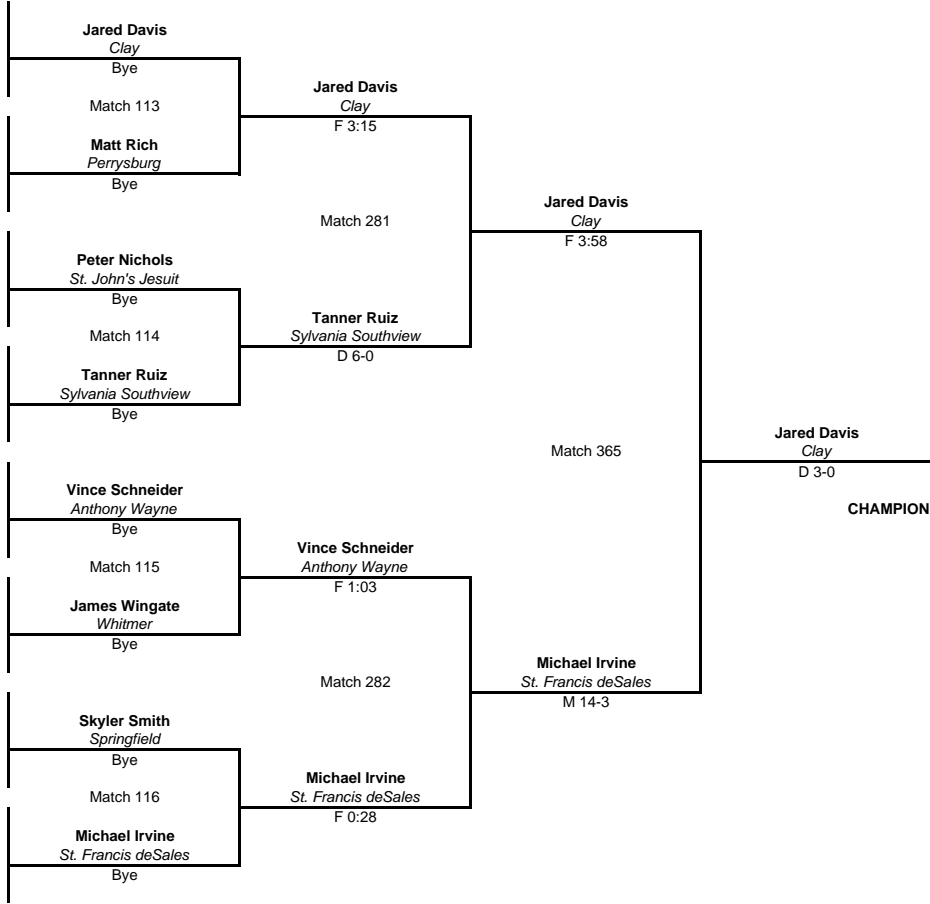 Jared Davis
Clay
Bye
Match 113
Matt Rich
Perrysburg
Bye
Jared Davis
Clay
F 3:15
Match 281
Peter Nichols
St. John's Jesuit
Bye
Match 114
Tanner Ruiz
Sylvania Southview
Bye
Tanner Ruiz
Sylvania Southview
D 6-0
Jared Davis
Clay
F 3:58
Match 365
Jared Davis
Clay
D 3-0
CHAMPION
Vince Schneider
Anthony Wayne
Bye
Match 115
James Wingate
Whitmer
Bye
Vince Schneider
Anthony Wayne
F 1:03
Match 282
Michael Irvine
St. Francis deSales
M 14-3
Skyler Smith
Springfield
Bye
Match 116
Michael Irvine
St. Francis deSales
Bye
Michael Irvine
St. Francis deSales
F 0:28